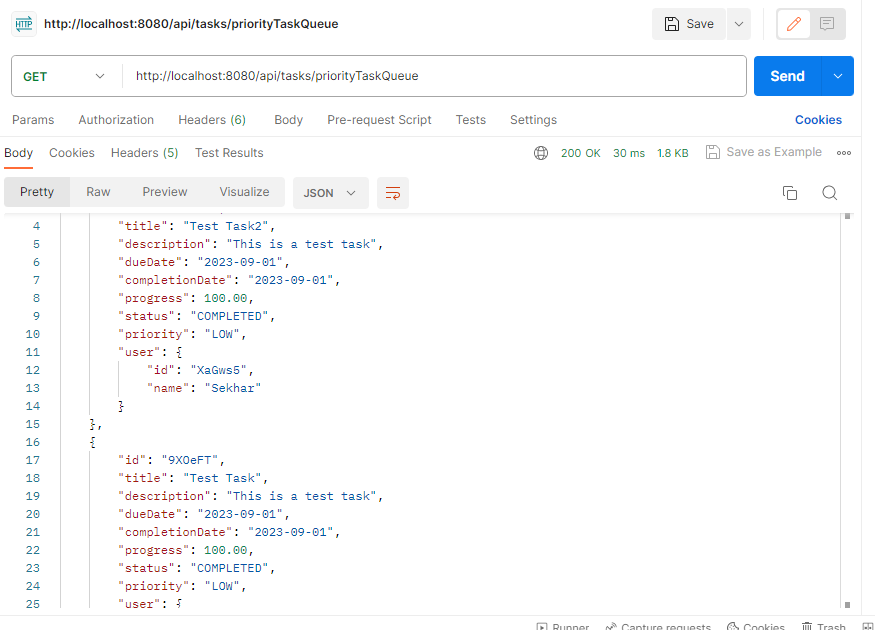 HTTP http://localhost:8080/api/tasks/priorityTaskQueue Save
GET http://localhost:8080/api/tasks/priorityTaskQueue Send
Params Authorization Headers (6) Body Pre-request Script Tests Settings Cookies
Body Cookies Headers (5) Test Results 200 OK 30 ms 1.8 KB Save as Example
Pretty Raw Preview Visualize JSON
4 "title": "Test Task2",
5 "description": "This is a test task",
6 "dueDate": "2023-09-01",
7 "completionDate": "2023-09-01",
8 "progress": 100.00,
9 "status": "COMPLETED",
10 "priority": "LOW",
11 "user": {
12 "id": "XaGws5",
13 "name": "Sekhar"
14 }
15 },
16 {
17 "id": "9XOeFT",
18 "title": "Test Task",
19 "description": "This is a test task",
20 "dueDate": "2023-09-01",
21 "completionDate": "2023-09-01",
22 "progress": 100.00,
23 "status": "COMPLETED",
24 "priority": "LOW",
25 "user": {
Runner Capture requests Cookies Trash